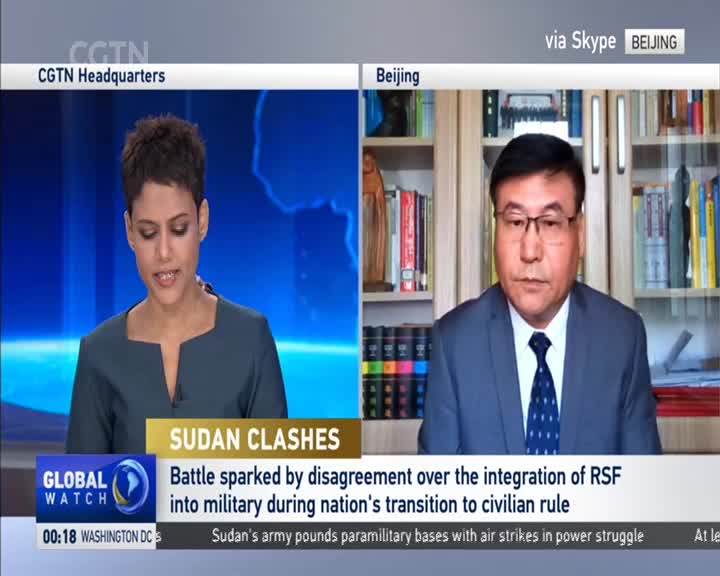 CGTN
via Skype BEIJING
CGTN Headquarters
Beijing
SUDAN CLASHES
Battle sparked by disagreement over the integration of RSF
into military during nation's transition to civilian rule
GLOBAL
WATCH
00:18 WASHINGTON DC
s Sudan's army pounds paramilitary bases with air strikes in power struggle At le